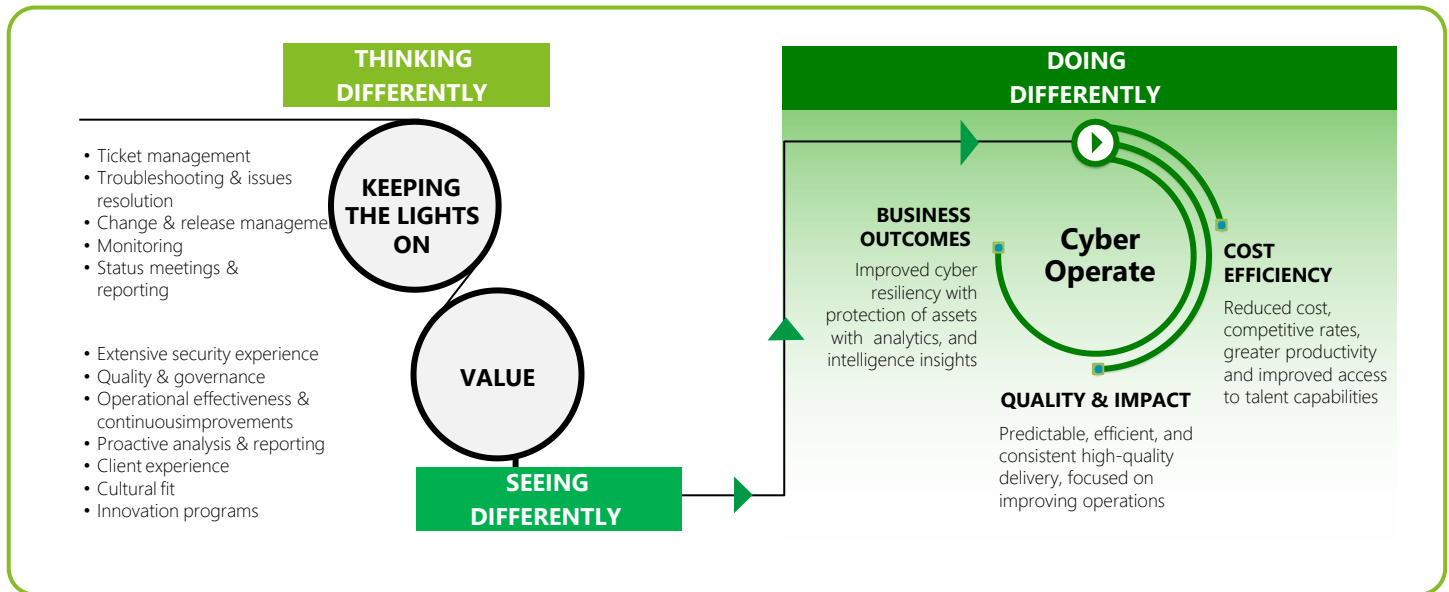 THINKING
DIFFERENTLY
• Ticket management
• Troubleshooting & issues
resolution
• Change & release manageme
• Monitoring
• Status meetings &
reporting
KEEPING
THE LIGHTS
ON
• Extensive security experience
• Quality & governance
• Operational effectiveness &
continuousimprovements
• Proactive analysis & reporting
• Client experience
• Cultural fit
• Innovation programs
VALUE
SEEING
DIFFERENTLY
DOING
DIFFERENTLY
BUSINESS
OUTCOMES
Improved cyber
resiliency with
protection of assets
with analytics, and
intelligence insights
Cyber
Operate
COST
EFFICIENCY
Reduced cost,
competitive rates,
greater productivity
and improved access
to talent capabilities
QUALITY & IMPACT
Predictable, efficient, and
consistent high-quality
delivery, focused on
improving operations